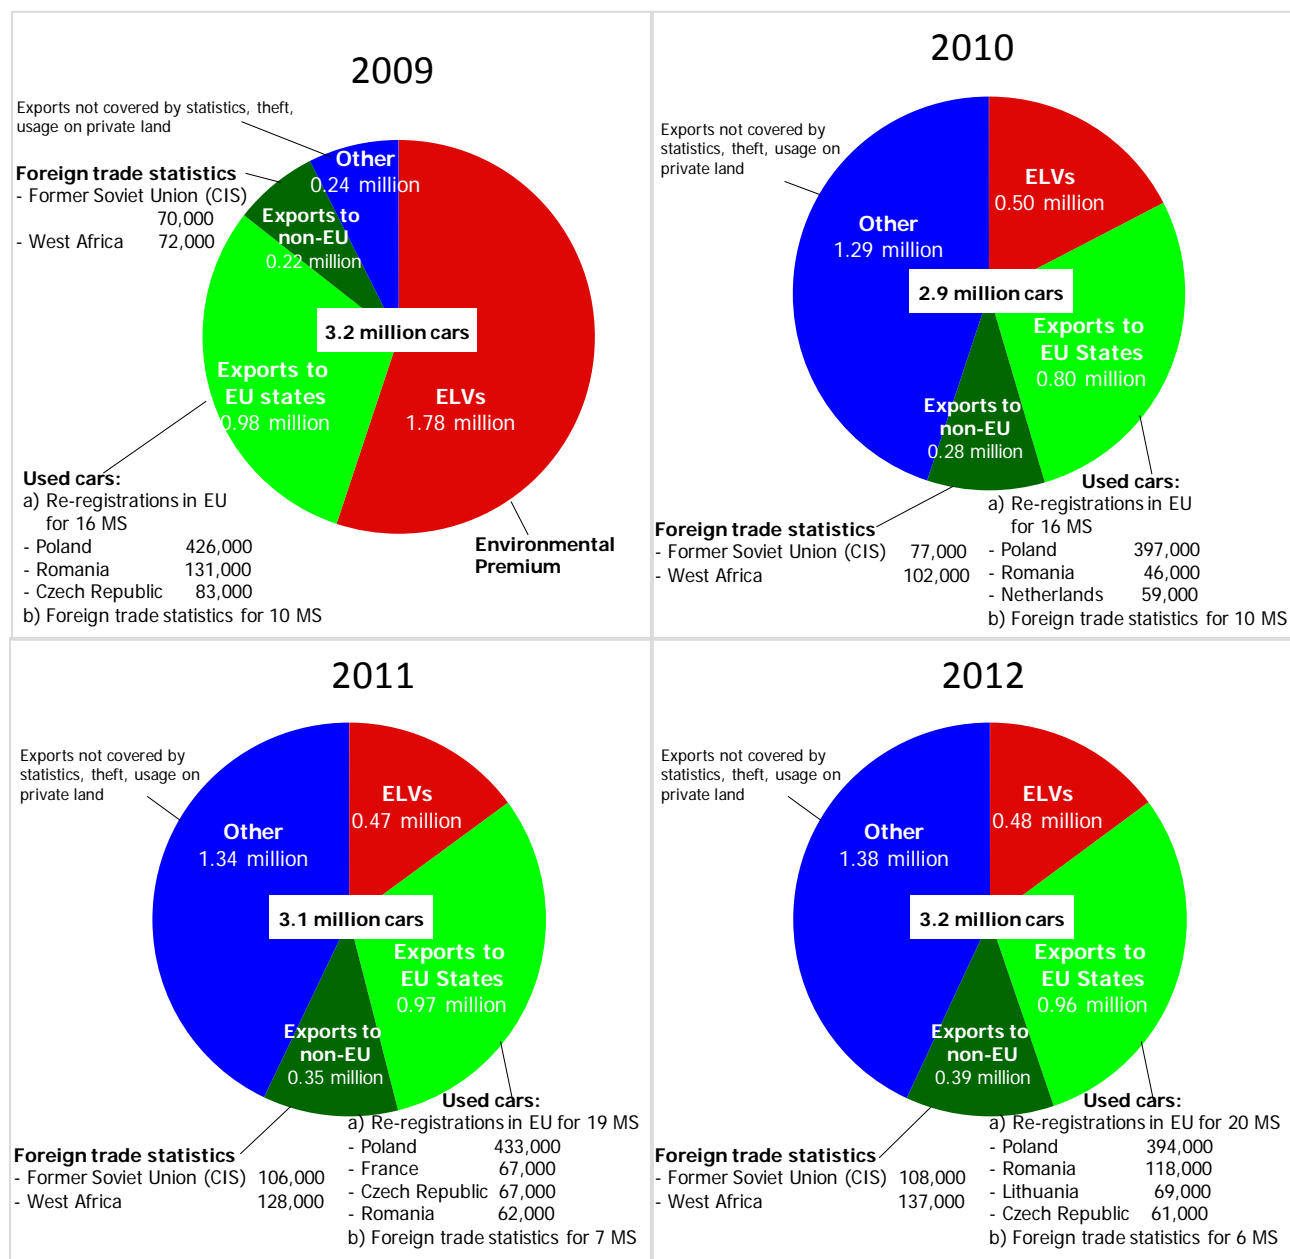 2009
Exports not covered by statistics, theft,
usage on private land
Foreign trade statistics
- Former Soviet Union (CIS)
70,000
- West Africa 72,000
Other
0.24 million
Exports to
non-EU
0.22 million
3.2 million cars
Exports to
EU states
0.98 million
ELVs
1.78 million
Used cars:
a) Re-registrations in EU
for 16 MS
- Poland 426,000
- Romania 131,000
- Czech Republic 83,000
b) Foreign trade statistics for 10 MS
Environmental
Premium
2010
Exports not covered by
statistics, theft, usage on
private land
ELVs
0.50 million
Other
1.29 million
2.9 million cars
Exports to
EU States
0.80 million
Exports to
non-EU
0.28 million
Foreign trade statistics
- Former Soviet Union (CIS) 77,000
- West Africa 102,000
Used cars:
a) Re-registrations in EU
for 16 MS
- Poland 397,000
- Romania 46,000
- Netherlands 59,000
b) Foreign trade statistics for 10 MS
2011
Exports not covered by
statistics, theft, usage on
private land
ELVs
0.47 million
Other
1.34 million
3.1 million cars
Exports to
EU States
0.97 million
Exports to
non-EU
0.35 million
Foreign trade statistics
- Former Soviet Union (CIS) 106,000
- West Africa 128,000
Used cars:
a) Re-registrations in EU for 19 MS
- Poland 433,000
- France 67,000
- Czech Republic 67,000
- Romania 62,000
b) Foreign trade statistics for 7 MS
2012
Exports not covered by
statistics, theft, usage on
private land
ELVs
0.48 million
Other
1.38 million
3.2 million cars
Exports to
EU States
0.96 million
Exports to
non-EU
0.39 million
Foreign trade statistics
- Former Soviet Union (CIS) 108,000
- West Africa 137,000
Used cars:
a) Re-registrations in EU for 20 MS
- Poland 394,000
- Romania 118,000
- Lithuania 69,000
- Czech Republic 61,000
b) Foreign trade statistics for 6 MS